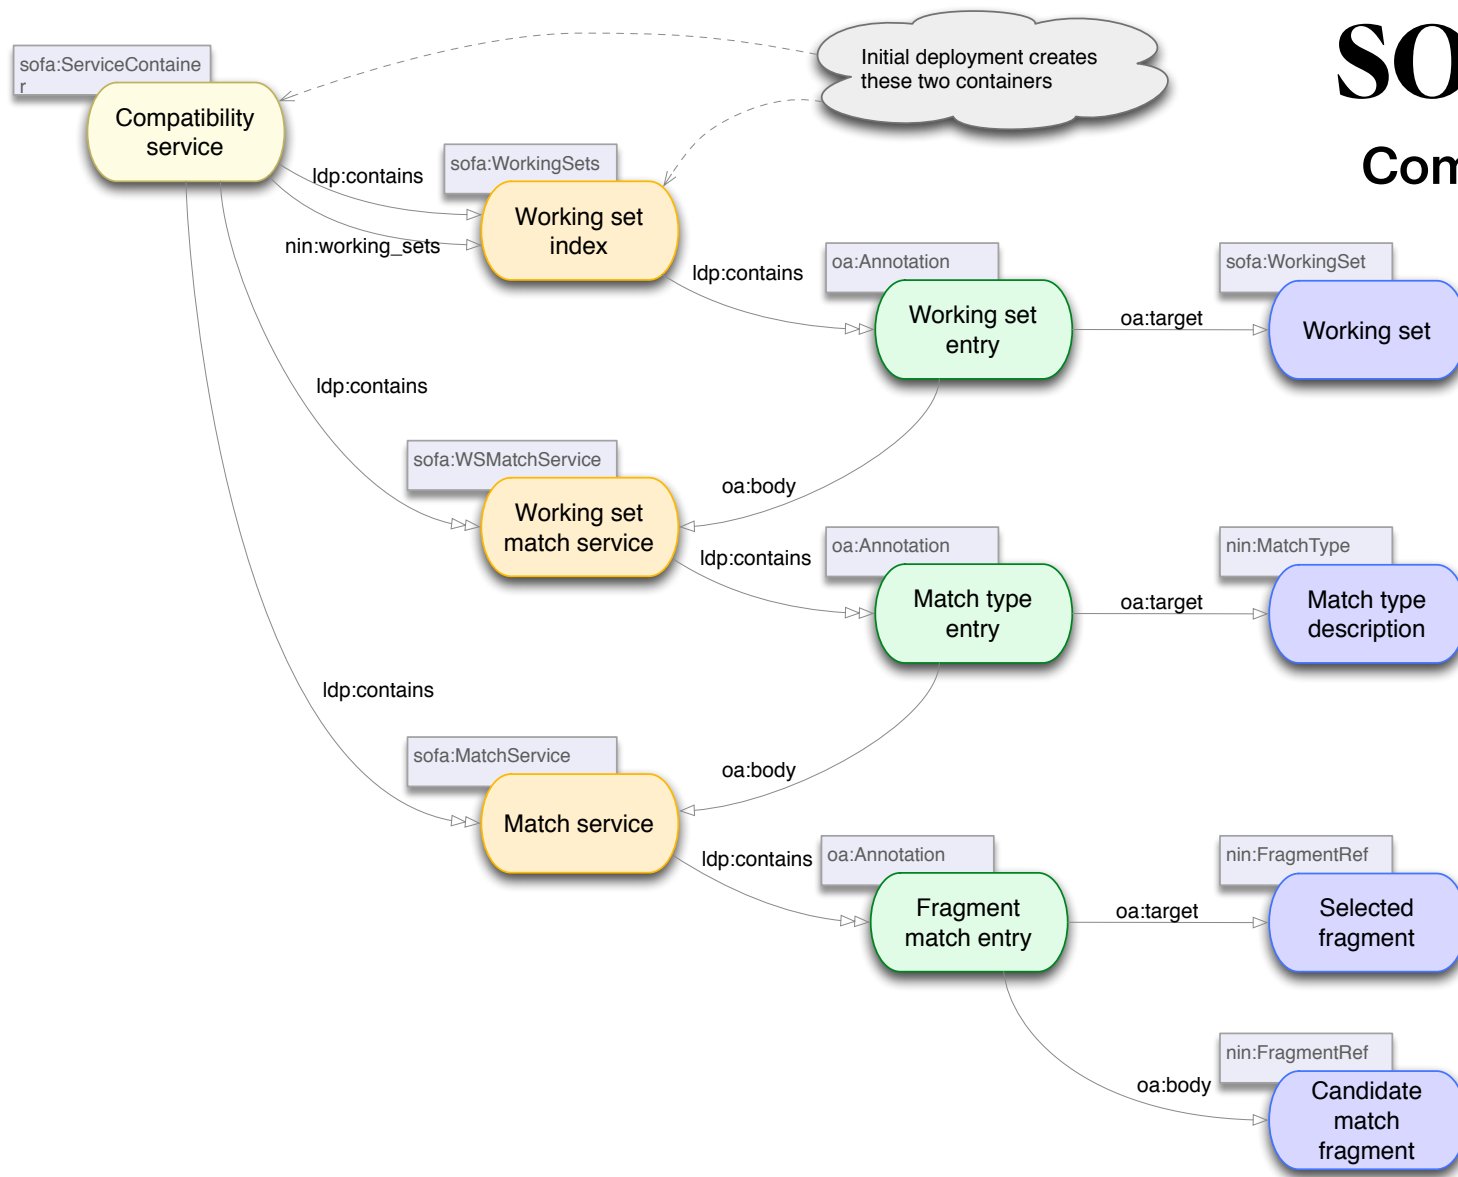 sofa:ServiceContaine
r
Compatibility
service
Initial deployment creates
these two containers
SO
Com
ldp:contains
nin:working_sets
sofa:WorkingSets
Working set
index
ldp:contains
oa:Annotation
Working set
entry
oa:target
sofa:WorkingSet
Working set
ldp:contains
oa:body
sofa:WSMatchService
Working set
match service
ldp:contains
oa:Annotation
Match type
entry
oa:target
nin:MatchType
Match type
description
ldp:contains
oa:body
sofa:MatchService
Match service
ldp:contains
oa:Annotation
Fragment
match entry
oa:target
nin:FragmentRef
Selected
fragment
oa:body
nin:FragmentRef
Candidate
match
fragment